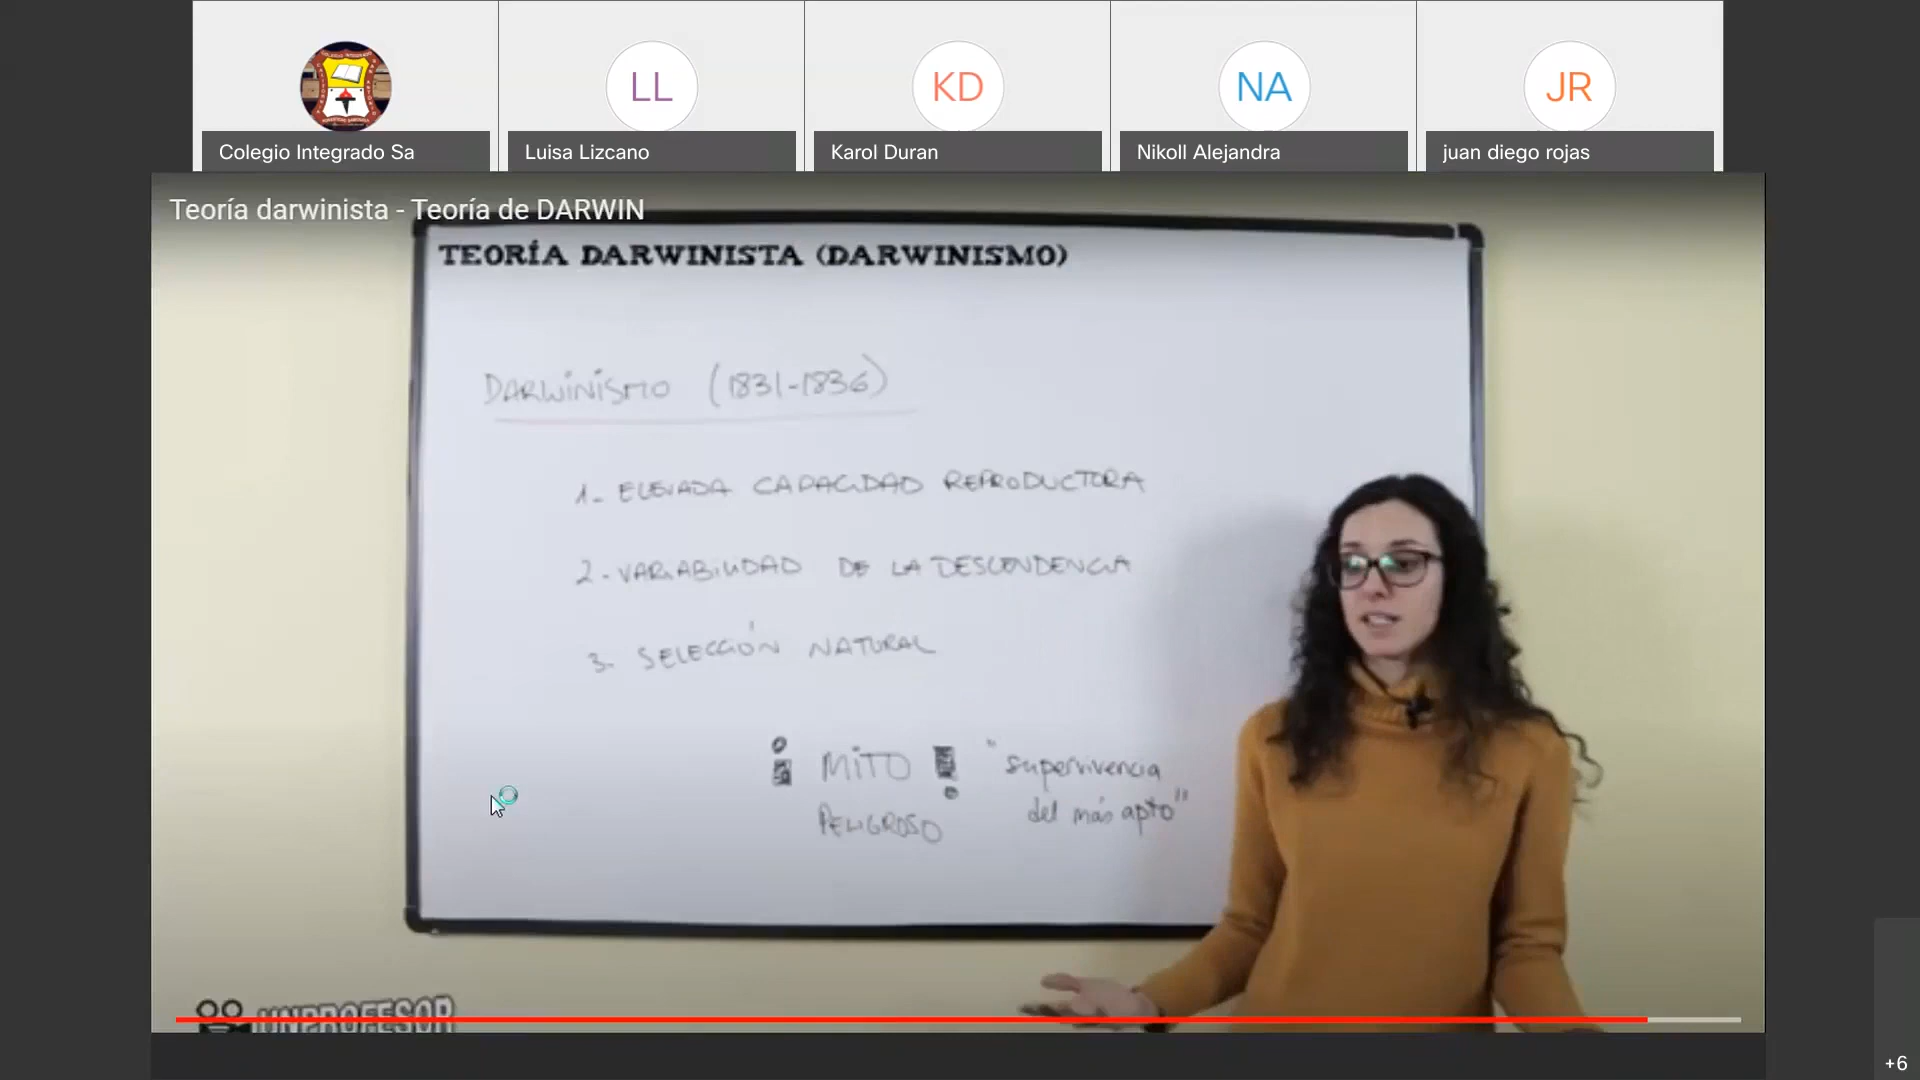 LL
KD
NA
JR
Colegio Integrado Sa
Luisa Lizcano
Karol Duran
Nikoll Alejandra
juan diego rojas
Teoría darwinista - Teoría de DARWIN
TEORÍA DARWINISTA (DARWINISMO)
DARWINISMO (1831-1836)
1- ELEVADA CAPACIDAD REPRODUCTORA
2- VARIABILIDAD DE LA DESCENDENCIA
3- SELECCIÓN NATURAL
¡ MITO ! "supervivencia
PELIGROSO del más apto"
UNPROFESOR
+6